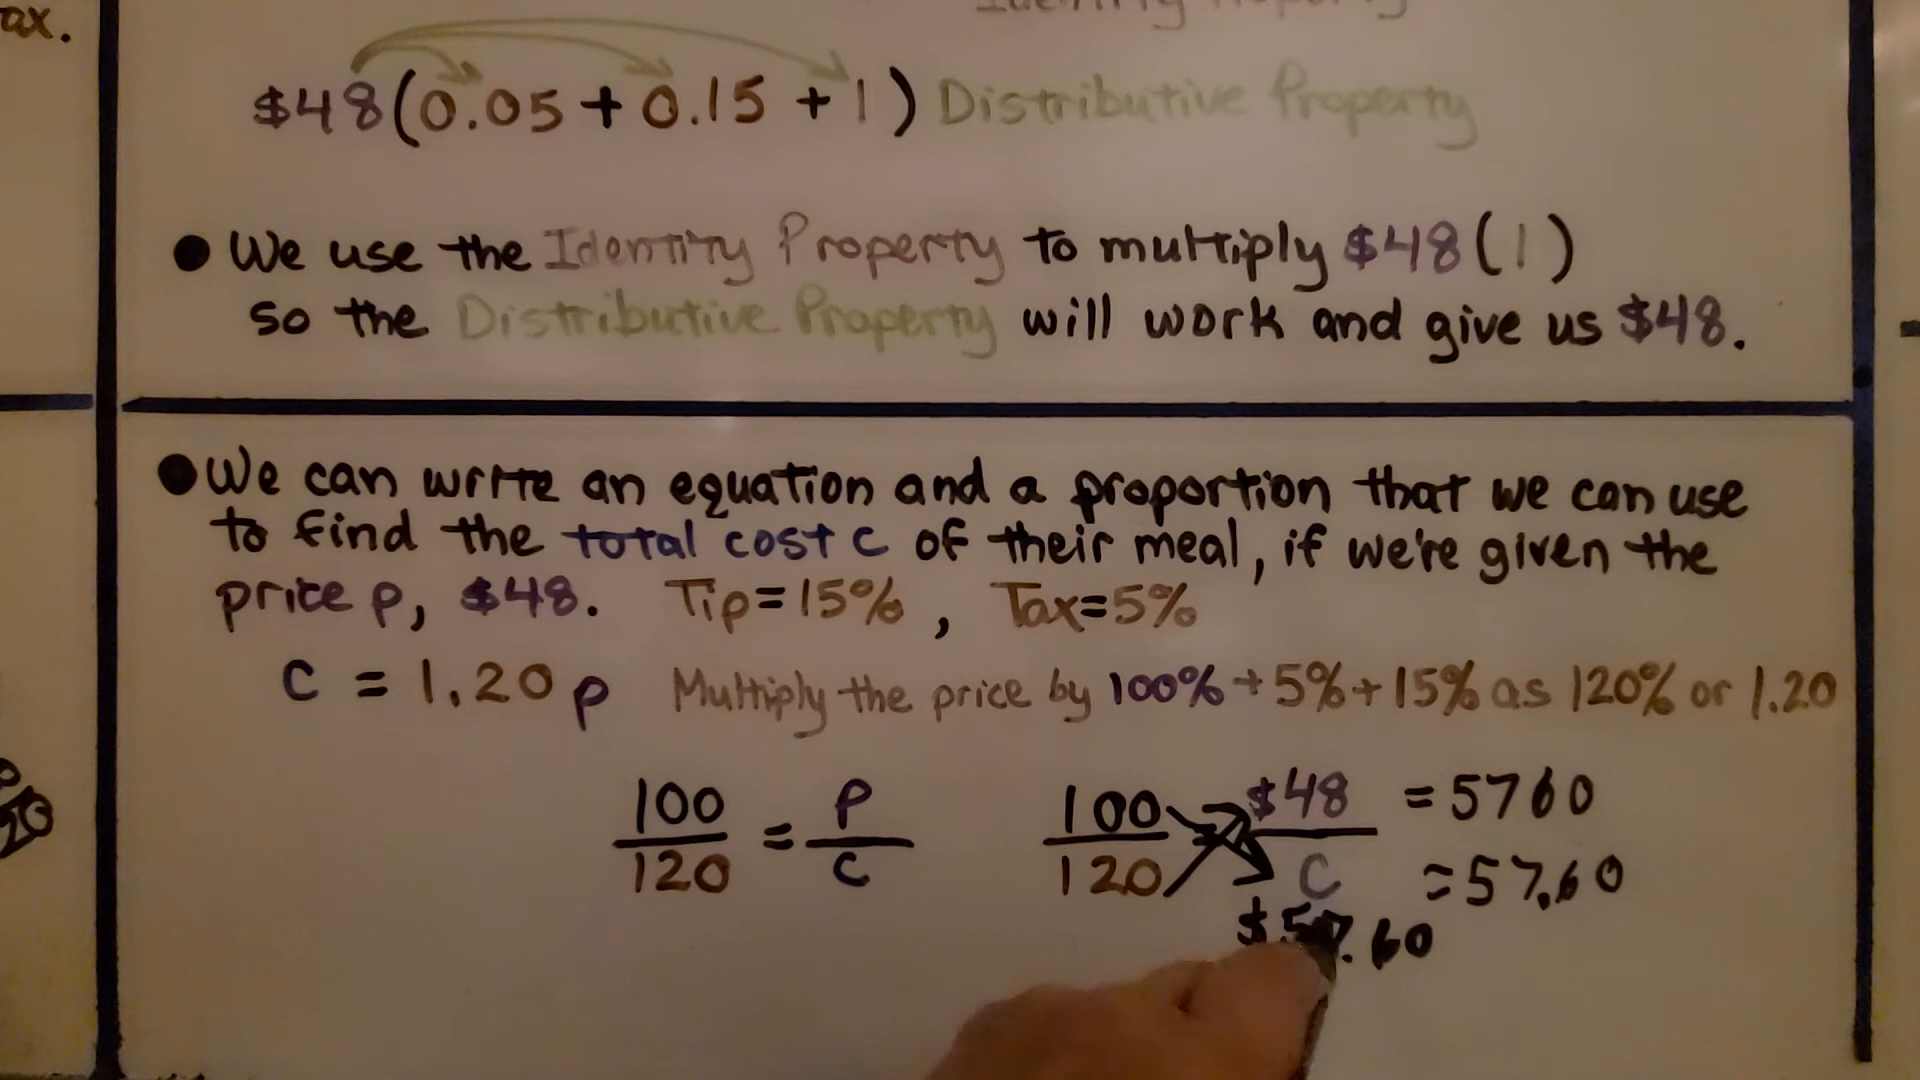 ax.
$48(0.05 + 0.15 + 1) Distributive Property
● We use the Identity Property to multiply $48(1)
so the Distributive Property will work and give us $48.
● We can write an equation and a proportion that we can use
to find the total cost c of their meal, if we're given the
price p, $48. Tip=15%, Tax=5%
C = 1.20p Multiply the price by 100% + 5% + 15% as 120% or 1.20
100/120 = P/C 100/120 = $48/C = 5760
= 57.60
$57.60